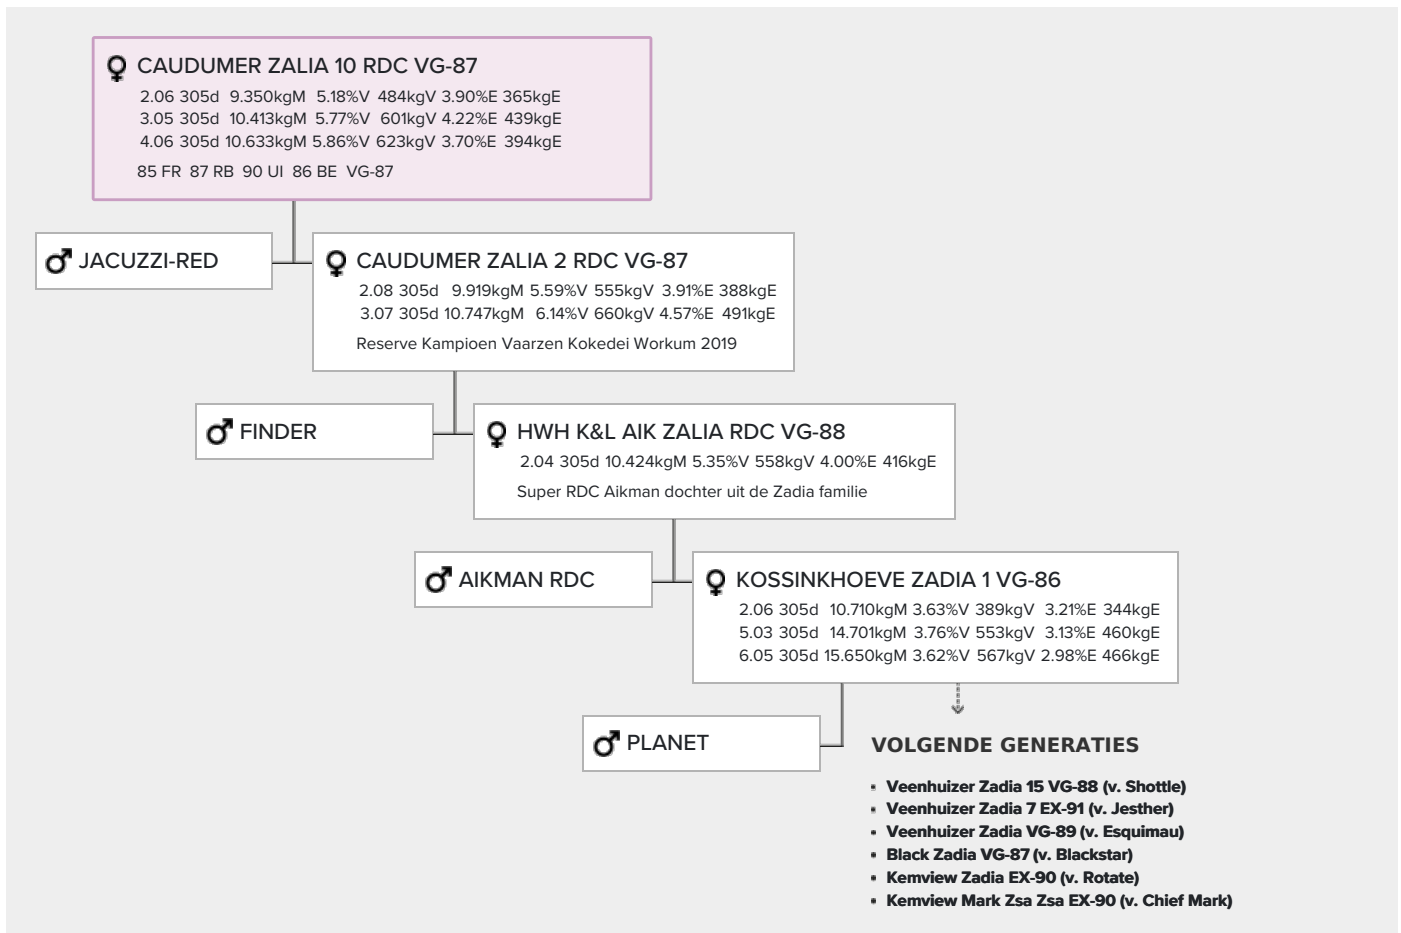 CAUDUMER ZALIA 10 RDC VG-87
2.06 305d 9.350kgM 5.18%V 484kgV 3.90%E 365kgE
3.05 305d 10.413kgM 5.77%V 601kgV 4.22%E 439kgE
4.06 305d 10.633kgM 5.86%V 623kgV 3.70%E 394kgE
85 FR 87 RB 90 UI 86 BE VG-87
JACUZZI-RED
CAUDUMER ZALIA 2 RDC VG-87
2.08 305d 9.919kgM 5.59%V 555kgV 3.91%E 388kgE
3.07 305d 10.747kgM 6.14%V 660kgV 4.57%E 491kgE
Reserve Kampioen Vaarzen Kokedei Workum 2019
FINDER
HWH K&L AIK ZALIA RDC VG-88
2.04 305d 10.424kgM 5.35%V 558kgV 4.00%E 416kgE
Super RDC Aikman dochter uit de Zadia familie
AIKMAN RDC
KOSSINKHOEVE ZADIA 1 VG-86
2.06 305d 10.710kgM 3.63%V 389kgV 3.21%E 344kgE
5.03 305d 14.701kgM 3.76%V 553kgV 3.13%E 460kgE
6.05 305d 15.650kgM 3.62%V 567kgV 2.98%E 466kgE
PLANET
VOLGENDE GENERATIES
• Veenhuizer Zadia 15 VG-88 (v. Shottle)
• Veenhuizer Zadia 7 EX-91 (v. Jesther)
• Veenhuizer Zadia VG-89 (v. Esquimau)
• Black Zadia VG-87 (v. Blackstar)
• Kemview Zadia EX-90 (v. Rotate)
• Kemview Mark Zsa Zsa EX-90 (v. Chief Mark)